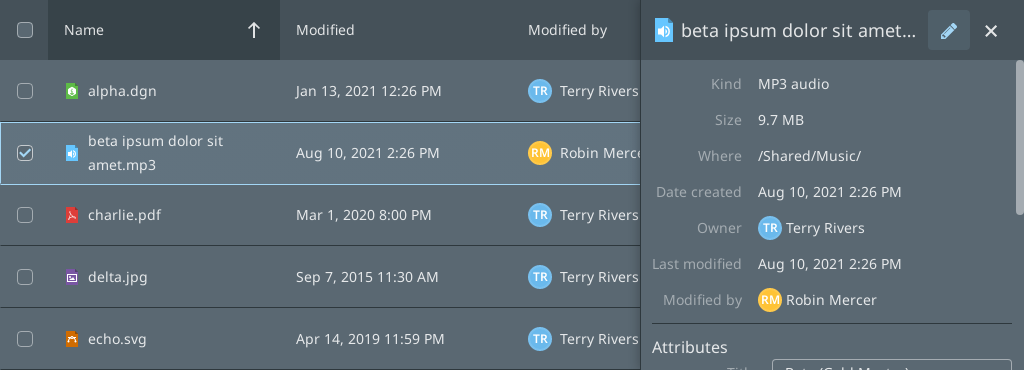 Name Modified Modified by
alpha.dgn Jan 13, 2021 12:26 PM TR Terry Rivers
beta ipsum dolor sit
amet.mp3 Aug 10, 2021 2:26 PM RM Robin
charlie.pdf Mar 1, 2020 8:00 PM TR Terry Rivers
delta.jpg Sep 7, 2015 11:30 AM TR Terry Rivers
echo.svg Apr 14, 2019 11:59 PM TR Terry Rivers
beta ipsum dolor sit amet...
Kind MP3 audio
Size 9.7 MB
Where /Shared/Music/
Date created Aug 10, 2021 2:26 PM
Owner TR Terry Rivers
Last modified Aug 10, 2021 2:26 PM
Modified by RM Robin Mercer
Attributes